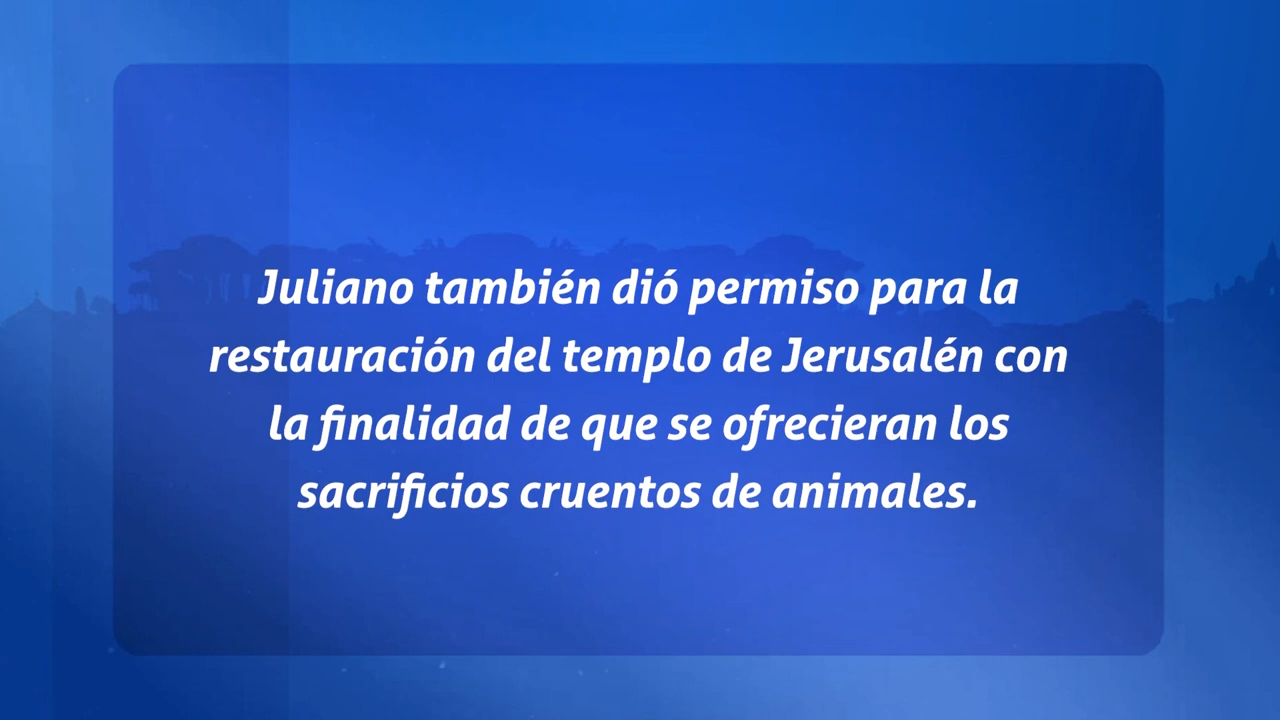 Juliano también dió permiso para la
restauración del templo de Jerusalén con
la finalidad de que se ofrecieran los
sacrificios cruentos de animales.